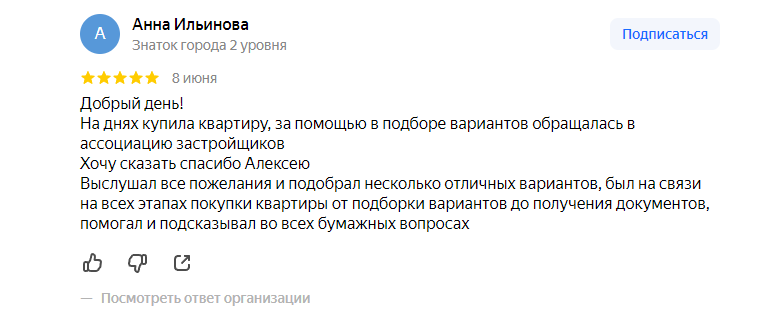 А
Анна Ильинова
Знаток города 2 уровня
Подписаться
8 июня
Добрый день!
На днях купила квартиру, за помощью в подборе вариантов обращалась в
ассоциацию застройщиков
Хочу сказать спасибо Алексею
Выслушал все пожелания и подобрал несколько отличных вариантов, был на связи
на всех этапах покупки квартиры от подборки вариантов до получения документов,
помогал и подсказывал во всех бумажных вопросах
— Посмотреть ответ организации